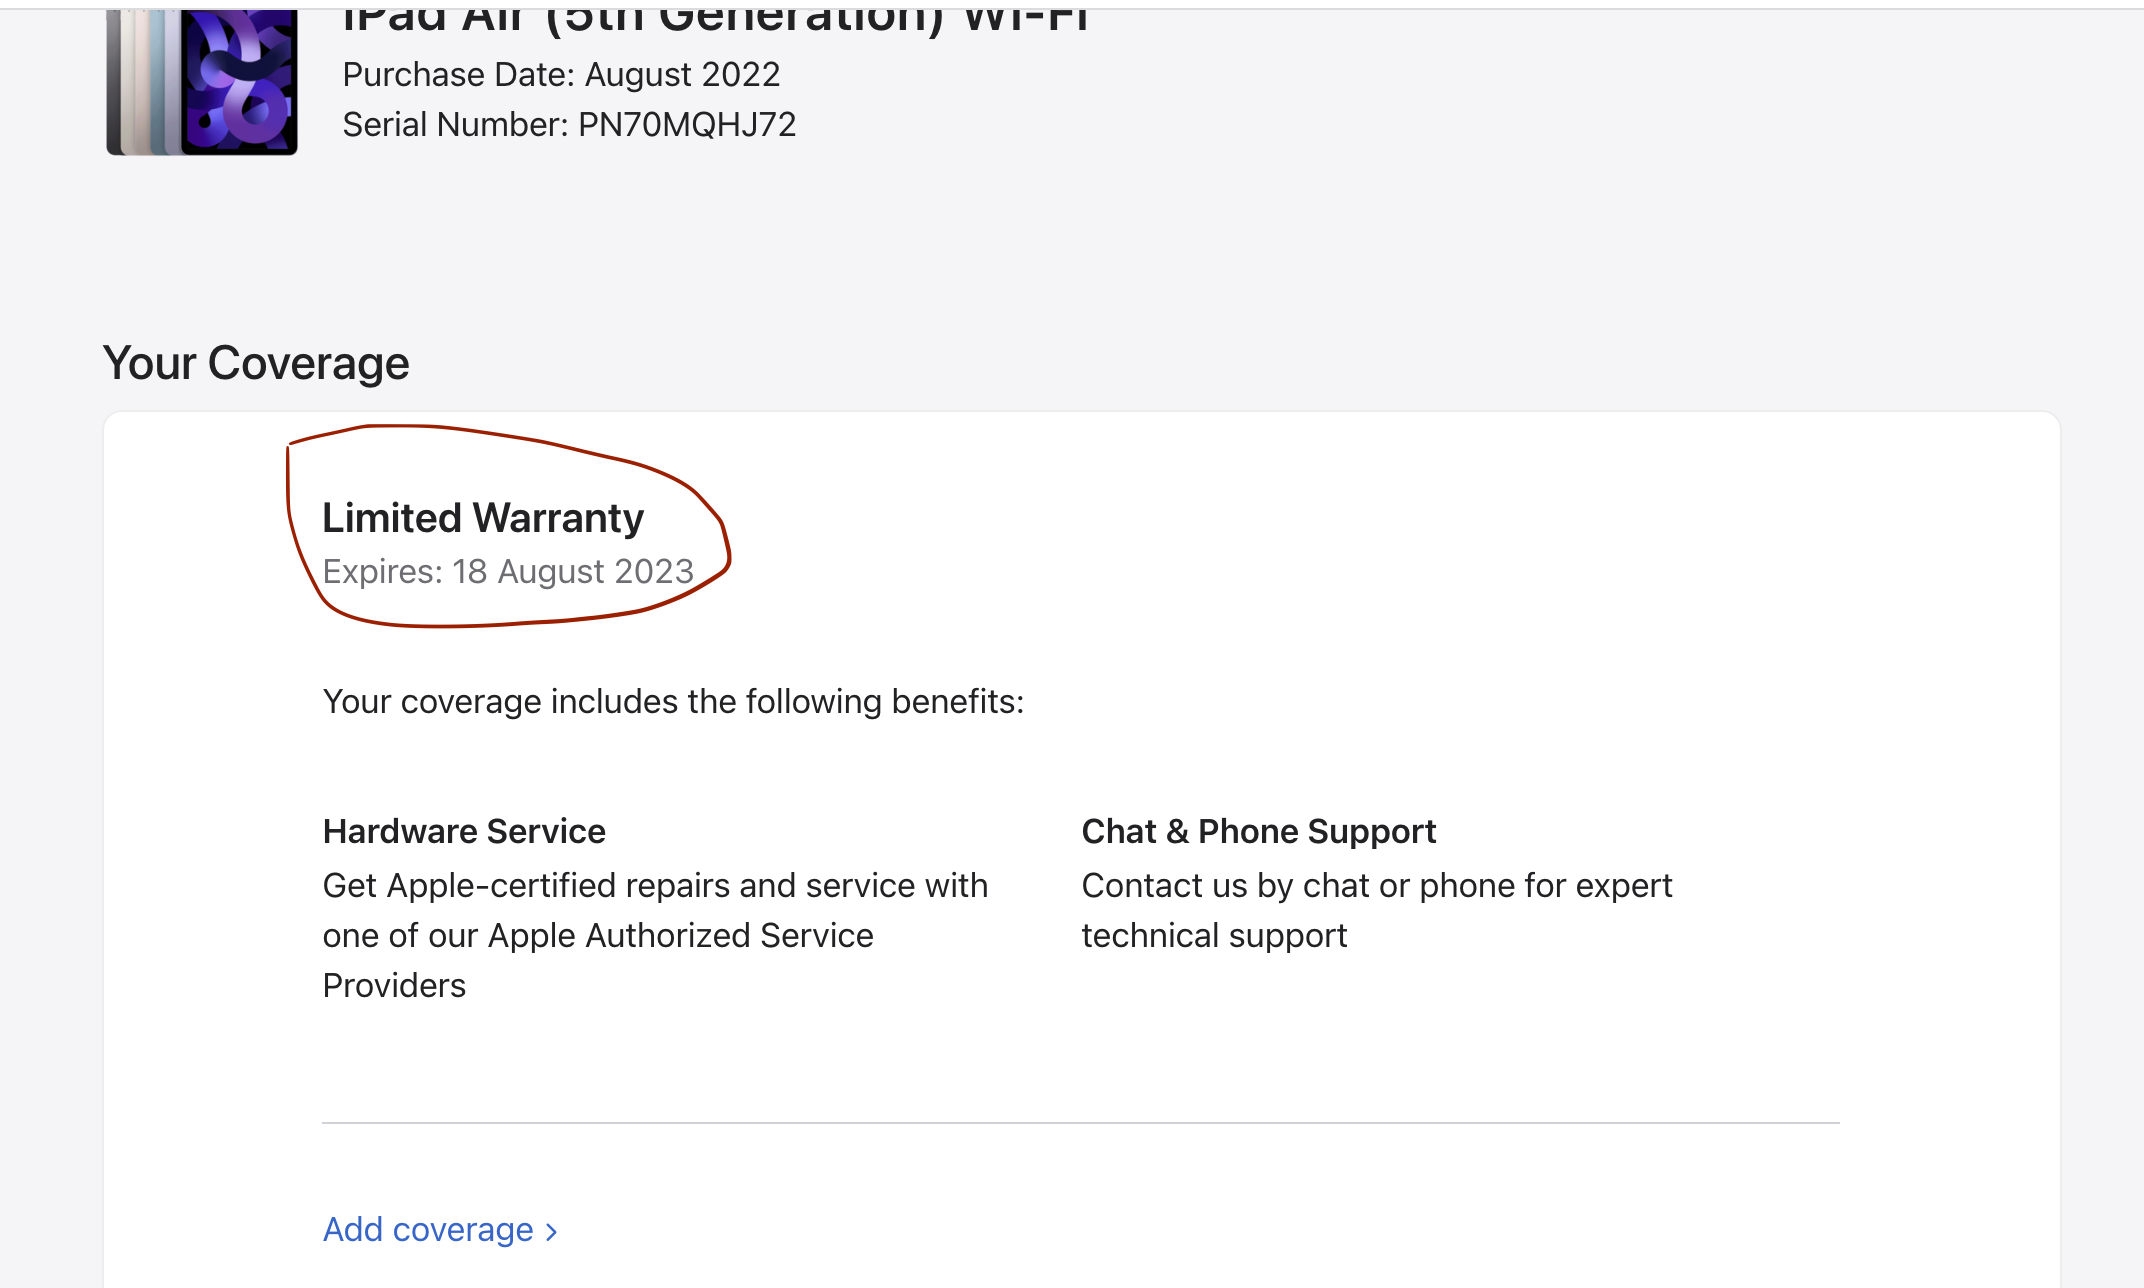 iPad Air (5th Generation) Wi-Fi
Purchase Date: August 2022
Serial Number: PN70MQHJ72
Your Coverage
Limited Warranty
Expires: 18 August 2023
Your coverage includes the following benefits:
Hardware Service
Get Apple-certified repairs and service with
one of our Apple Authorized Service
Providers
Chat & Phone Support
Contact us by chat or phone for expert
technical support
Add coverage >